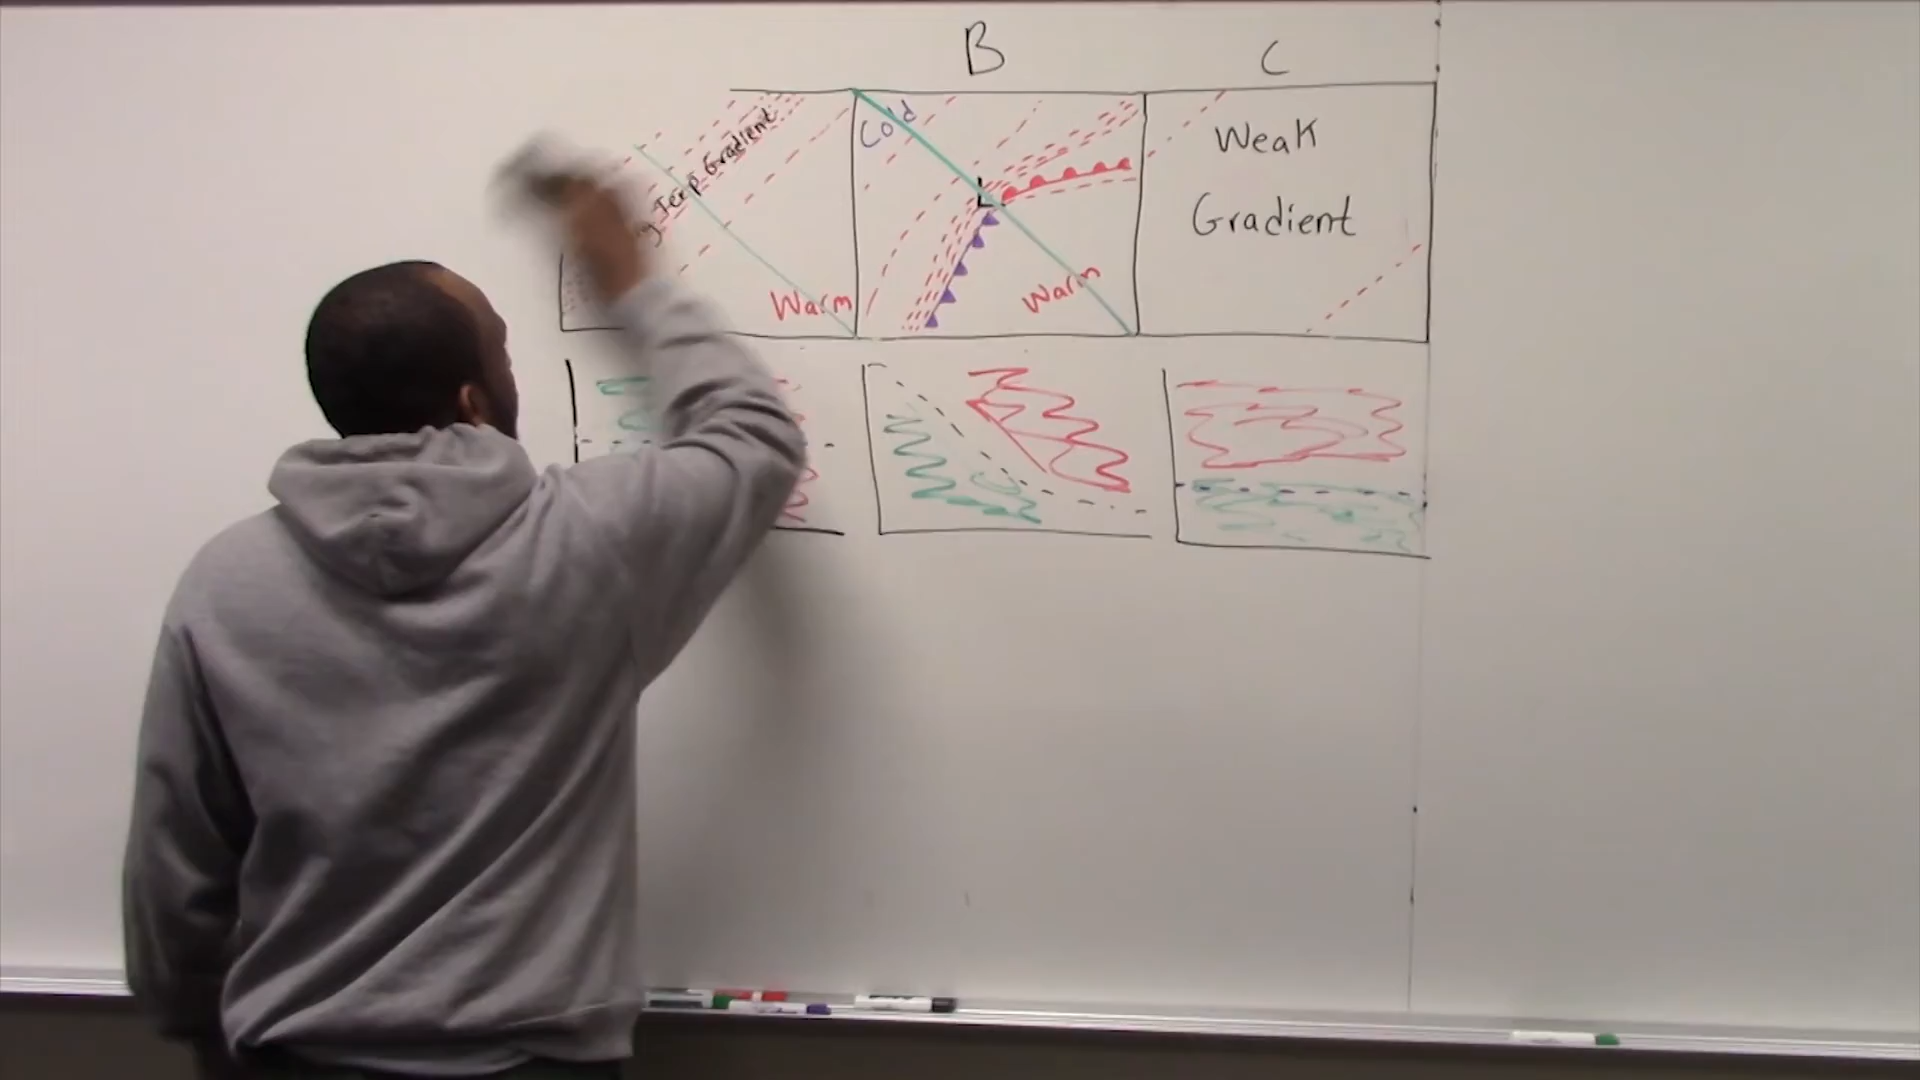 B
C
Temp Gradient
Warm
Cold
L
Warm
Weak
Gradient